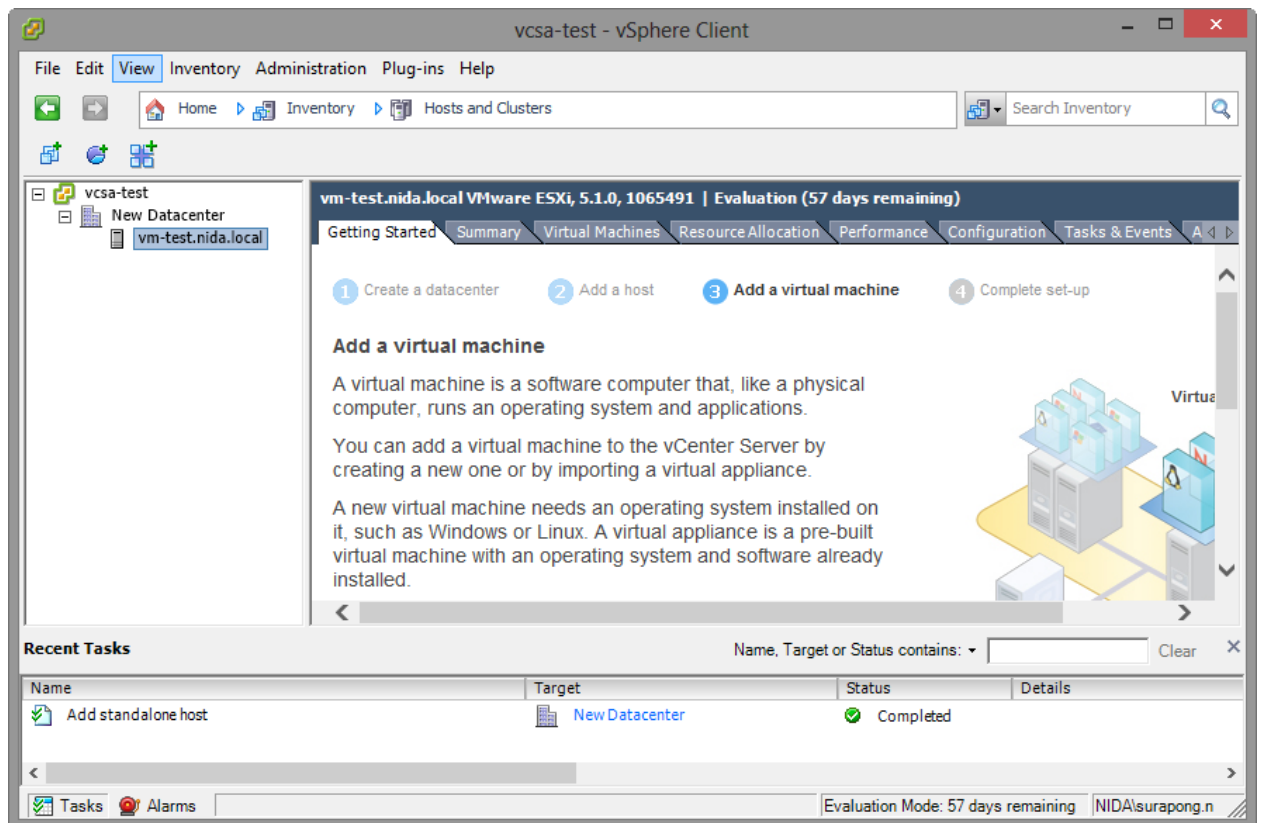 vcsa-test - vSphere Client
File Edit View Inventory Administration Plug-ins Help
Home Inventory Hosts and Clusters Search Inventory
vcsa-test
New Datacenter
vm-test.nida.local
vm-test.nida.local VMware ESXi, 5.1.0, 1065491 | Evaluation (57 days remaining)
Getting Started Summary Virtual Machines Resource Allocation Performance Configuration Tasks & Events A
1 Create a datacenter 2 Add a host 3 Add a virtual machine 4 Complete set-up
Add a virtual machine
A virtual machine is a software computer that, like a physical
computer, runs an operating system and applications.
You can add a virtual machine to the vCenter Server by
creating a new one or by importing a virtual appliance.
A new virtual machine needs an operating system installed on
it, such as Windows or Linux. A virtual appliance is a pre-built
virtual machine with an operating system and software already
installed.
Virtua
Recent Tasks Name, Target or Status contains: Clear
Name Target Status Details
Add standalone host New Datacenter Completed
Tasks Alarms Evaluation Mode: 57 days remaining NIDA\surapong.n